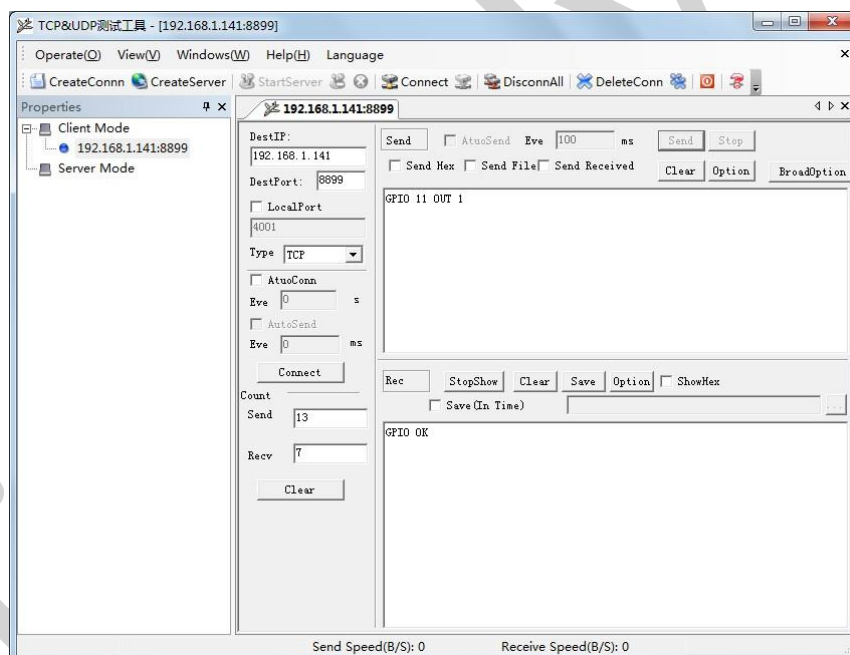 TCP&UDP测试工具 - [192.168.1.141:8899]
Operate(O) View(V) Windows(W) Help(H) Language
CreateConnn CreateServer StartServer Connect DisconnAll DeleteConn
Properties
Client Mode
192.168.1.141:8899
Server Mode
192.168.1.141:8899
DestIP:
192.168.1.141
DestPort: 8899
LocalPort
4001
Type TCP
AtuoConn
Eve 0 s
AutoSend
Eve 0 ms
Connect
Count
Send 13
Recv 7
Clear
Send AtuoSend Eve 100 ms Send Stop
Send Hex Send File Send Received Clear Option BroadOption
GPIO 11 OUT 1
Rec StopShow Clear Save Option ShowHex
Save(In Time) ...
GPIO OK
Send Speed(B/S): 0 Receive Speed(B/S): 0